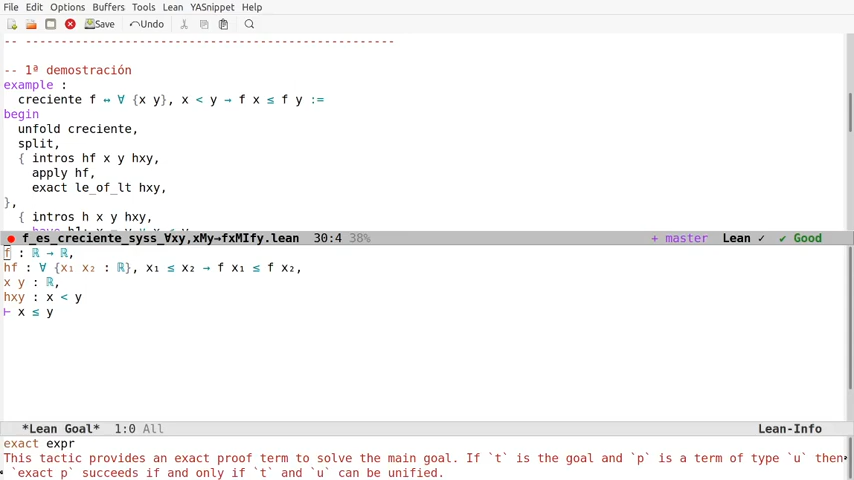 File Edit Options Buffers Tools Lean YASnippet Help
Save Undo
-- ----------------------------------------------------
-- 1ª demostración
example :
creciente f ↔ ∀ {x y}, x < y → f x ≤ f y :=
begin
unfold creciente,
split,
{ intros hf x y hxy,
apply hf,
exact le_of_lt hxy,
},
{ intros h x y hxy,
f_es_creciente_syss_∀xy,xMy→fxMIfy.lean 30:4 38% + master Lean ✓ ✔ Good
f : ℝ → ℝ,
hf : ∀ {x₁ x₂ : ℝ}, x₁ ≤ x₂ → f x₁ ≤ f x₂,
x y : ℝ,
hxy : x < y
⊢ x ≤ y
*Lean Goal* 1:0 All Lean-Info
exact expr
This tactic provides an exact proof term to solve the main goal. If `t` is the goal and `p` is a term of type `u` then
`exact p` succeeds if and only if `t` and `u` can be unified.